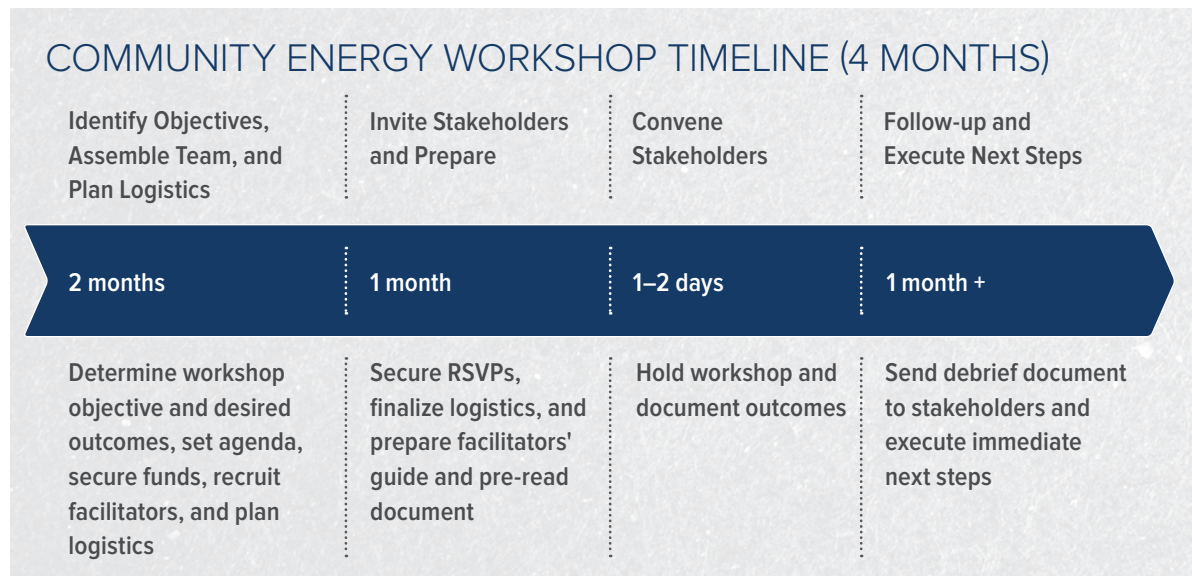 COMMUNITY ENERGY WORKSHOP TIMELINE (4 MONTHS)
Identify Objectives,
Assemble Team, and
Plan Logistics
Invite Stakeholders
and Prepare
Convene
Stakeholders
Follow-up and
Execute Next Steps
2 months
1 month
1–2 days
1 month +
Determine workshop
objective and desired
outcomes, set agenda,
secure funds, recruit
facilitators, and plan
logistics
Secure RSVPs,
finalize logistics, and
prepare facilitators'
guide and pre-read
document
Hold workshop and
document outcomes
Send debrief document
to stakeholders and
execute immediate
next steps